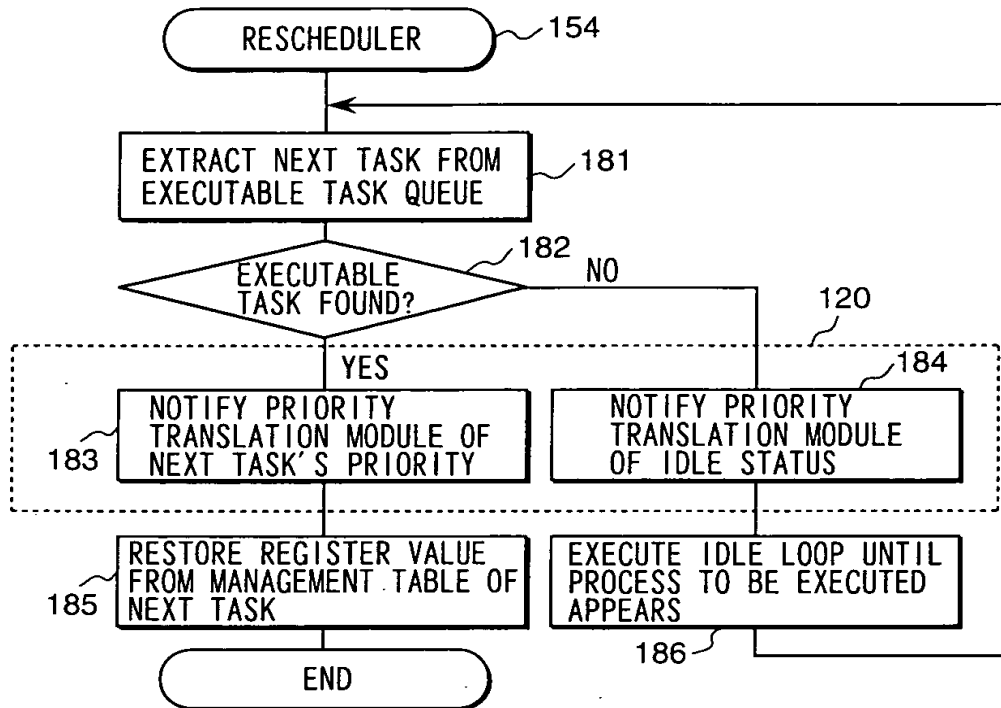 RESCHEDULER
154
EXTRACT NEXT TASK FROM
EXECUTABLE TASK QUEUE
181
EXECUTABLE
TASK FOUND?
182
NO
120
YES
184
NOTIFY PRIORITY
TRANSLATION MODULE OF
NEXT TASK'S PRIORITY
183
NOTIFY PRIORITY
TRANSLATION MODULE
OF IDLE STATUS
RESTORE REGISTER VALUE
FROM MANAGEMENT TABLE OF
NEXT TASK
185
EXECUTE IDLE LOOP UNTIL
PROCESS TO BE EXECUTED
APPEARS
186
END